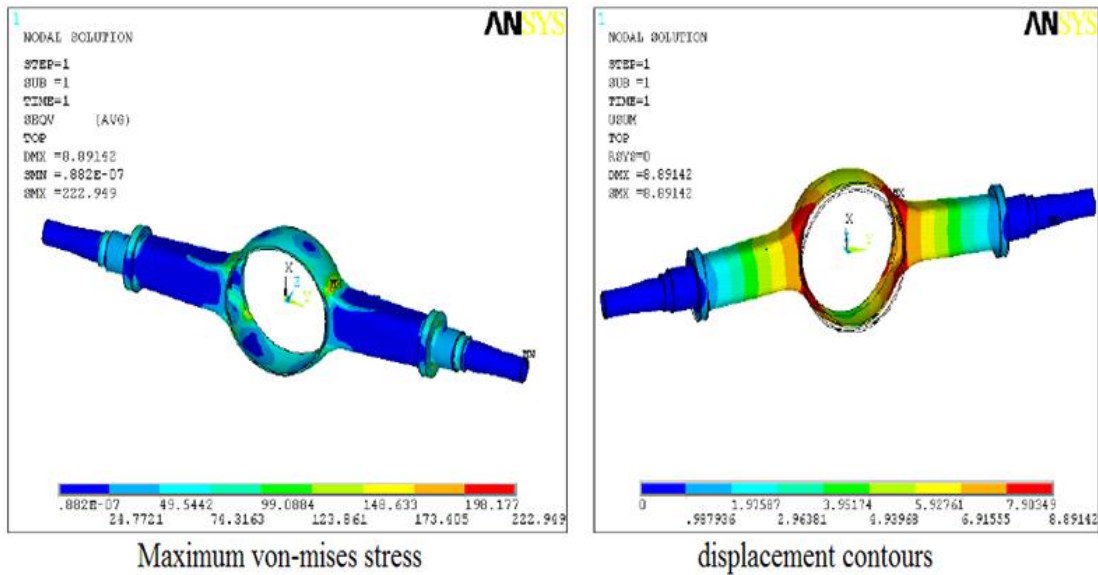 1
ANSYS
NODAL SOLUTION
STEP=1
SUB =1
TIME=1
SEQV (AVG)
TOP
DMX =8.89142
SMN =.882E-07
SMX =222.949
X
Z
Y
MX
MN
.882E-07 49.5442 99.0884 148.633 198.177
24.7721 74.3163 123.861 173.405 222.949
Maximum von-mises stress
1
ANSYS
NODAL SOLUTION
STEP=1
SUB =1
TIME=1
USUM
TOP
RSYS=0
DMX =8.89142
SMX =8.89142
MX
X
Y
0 1.97587 3.95174 5.92761 7.90349
.987936 2.96381 4.93968 6.91555 8.89142
displacement contours